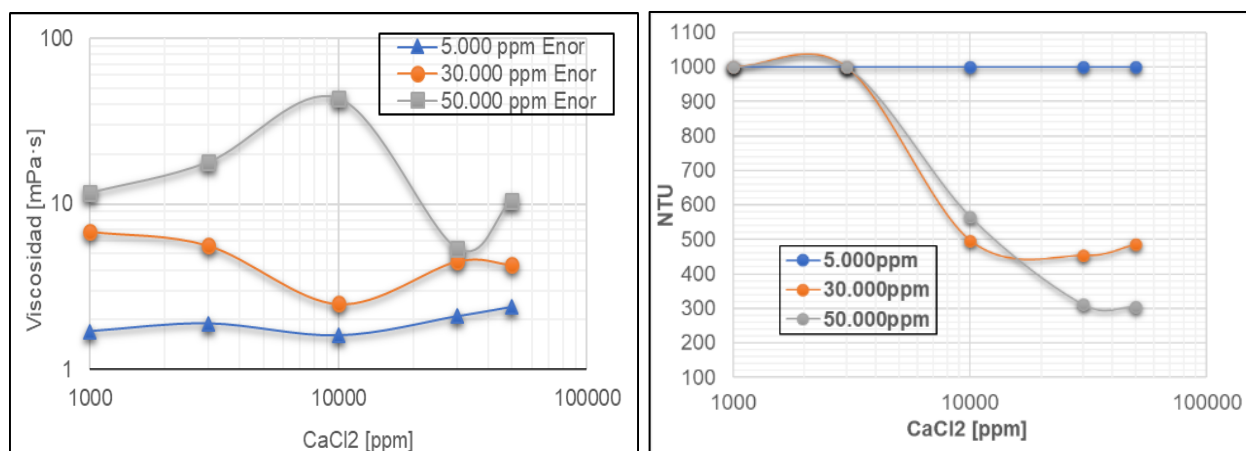 100
10
1
Viscosidad [mPa·s]
5.000 ppm Enor
30.000 ppm Enor
50.000 ppm Enor
1000
10000
100000
CaCl2 [ppm]
1100
1000
900
800
700
600
500
400
300
200
100
NTU
5.000ppm
30.000ppm
50.000ppm
1000
10000
100000
CaCl2 [ppm]